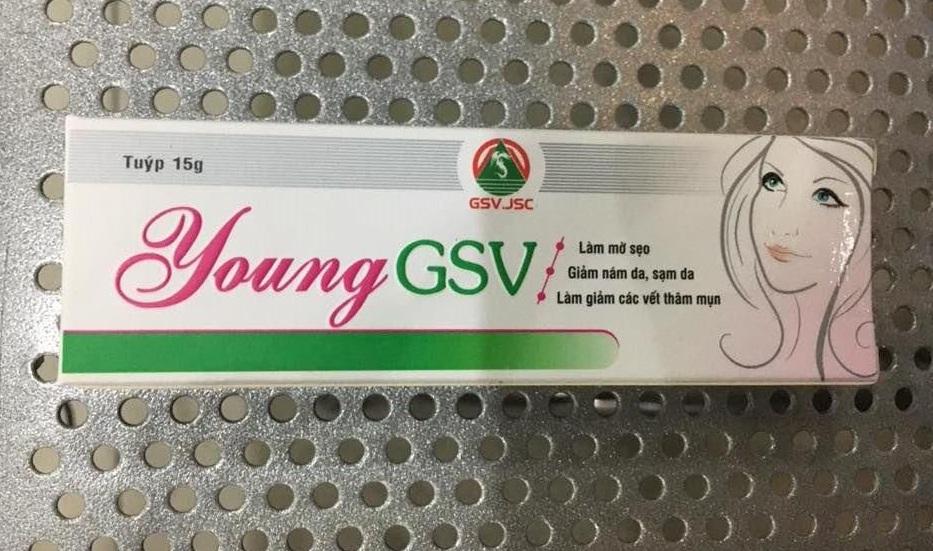 Tuýp 15g
GSV.JSC
Young GSV
Làm mờ sẹo
Giảm nám da, sạm da
Làm giảm các vết thâm mụn